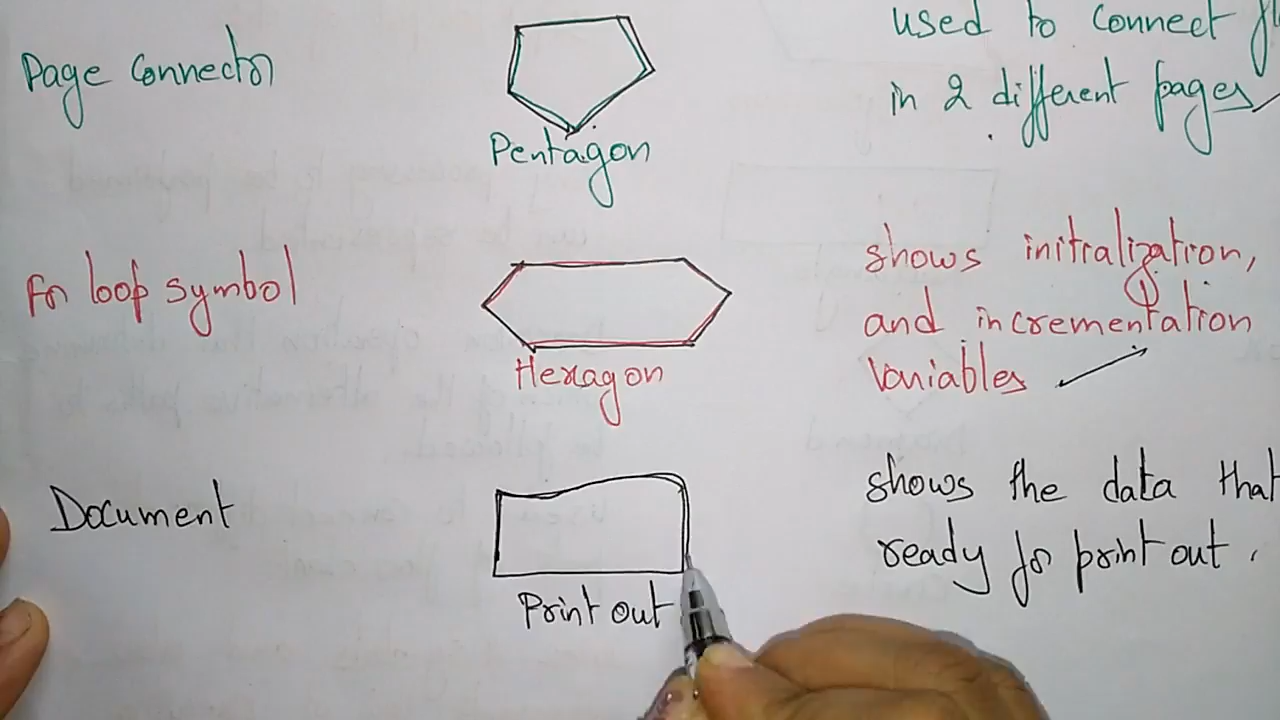 Page Connector
Pentagon
used to connect
in 2 different pages
for loop symbol
Hexagon
shows initralization,
and incrementation
variables
Document
Print out
shows the data that
ready for print out.